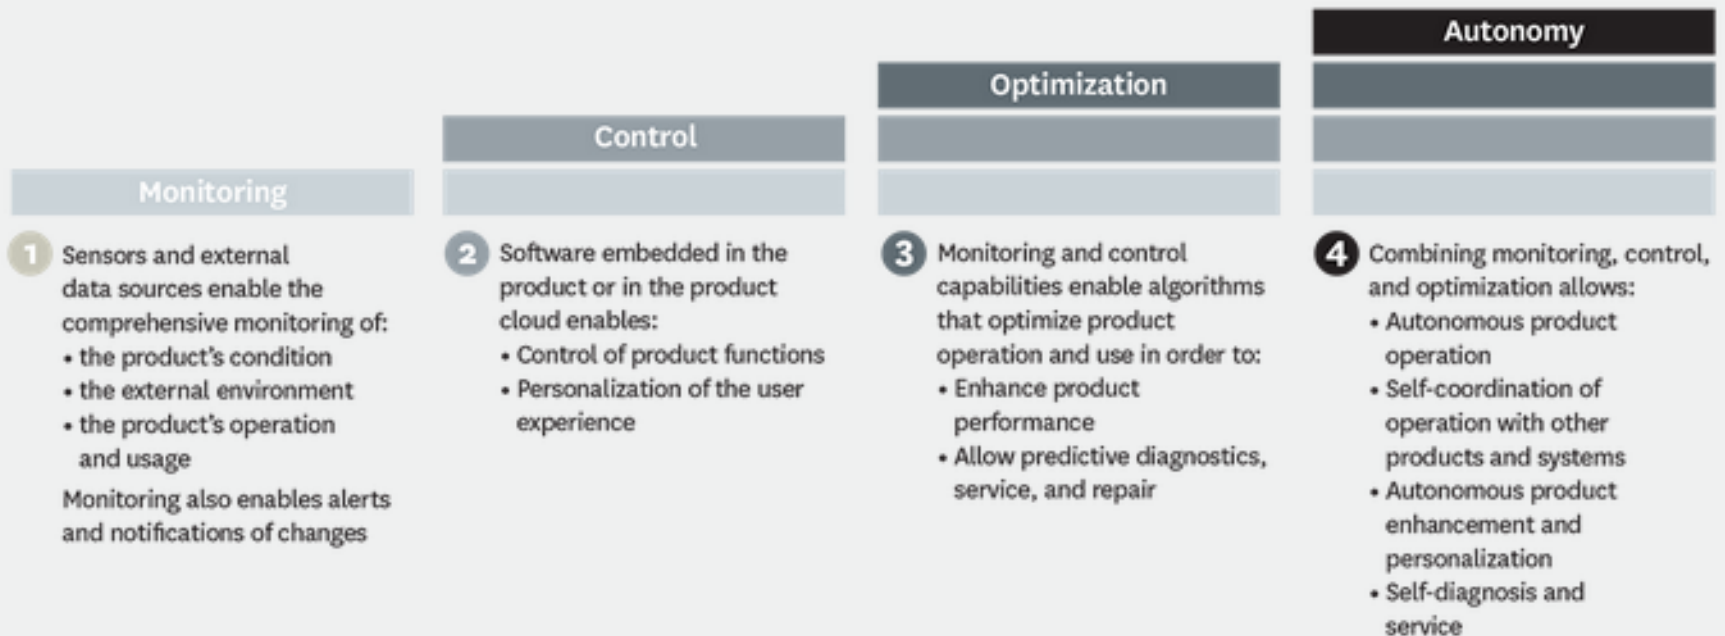 Monitoring
1
Sensors and external
data sources enable the
comprehensive monitoring of:
• the product's condition
• the external environment
• the product's operation
and usage
Monitoring also enables alerts
and notifications of changes
Control
2
Software embedded in the
product or in the product
cloud enables:
• Control of product functions
• Personalization of the user
experience
Optimization
3
Monitoring and control
capabilities enable algorithms
that optimize product
operation and use in order to:
• Enhance product
performance
• Allow predictive diagnostics,
service, and repair
Autonomy
4
Combining monitoring, control,
and optimization allows:
• Autonomous product
operation
• Self-coordination of
operation with other
products and systems
• Autonomous product
enhancement and
personalization
• Self-diagnosis and
service